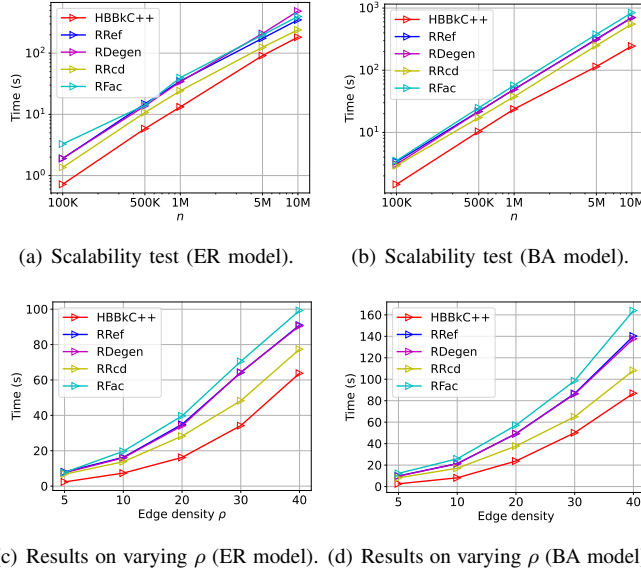 HBBkC++
RRef
RDegen
RRcd
RFac
Time (s)
10²
10¹
10⁰
100K 500K 1M 5M 10M
n
(a) Scalability test (ER model).
HBBkC++
RRef
RDegen
RRcd
RFac
Time (s)
10³
10²
10¹
100K 500K 1M 5M 10M
n
(b) Scalability test (BA model).
HBBkC++
RRef
RDegen
RRcd
RFac
Time (s)
100
80
60
40
20
0
5 10 20 30 40
Edge density ρ
c) Results on varying ρ (ER model).
HBBkC++
RRef
RDegen
RRcd
RFac
Time (s)
160
140
120
100
80
60
40
20
0
5 10 20 30 40
Edge density
(d) Results on varying ρ (BA model